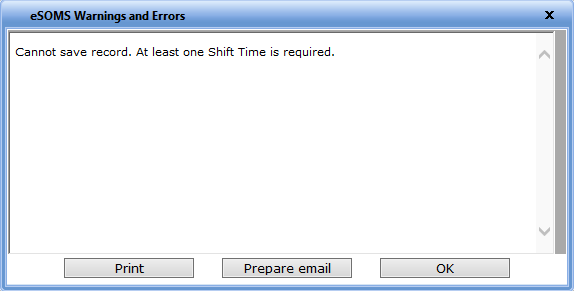 eSOMS Warnings and Errors X
Cannot save record. At least one Shift Time is required.
Print Prepare email OK